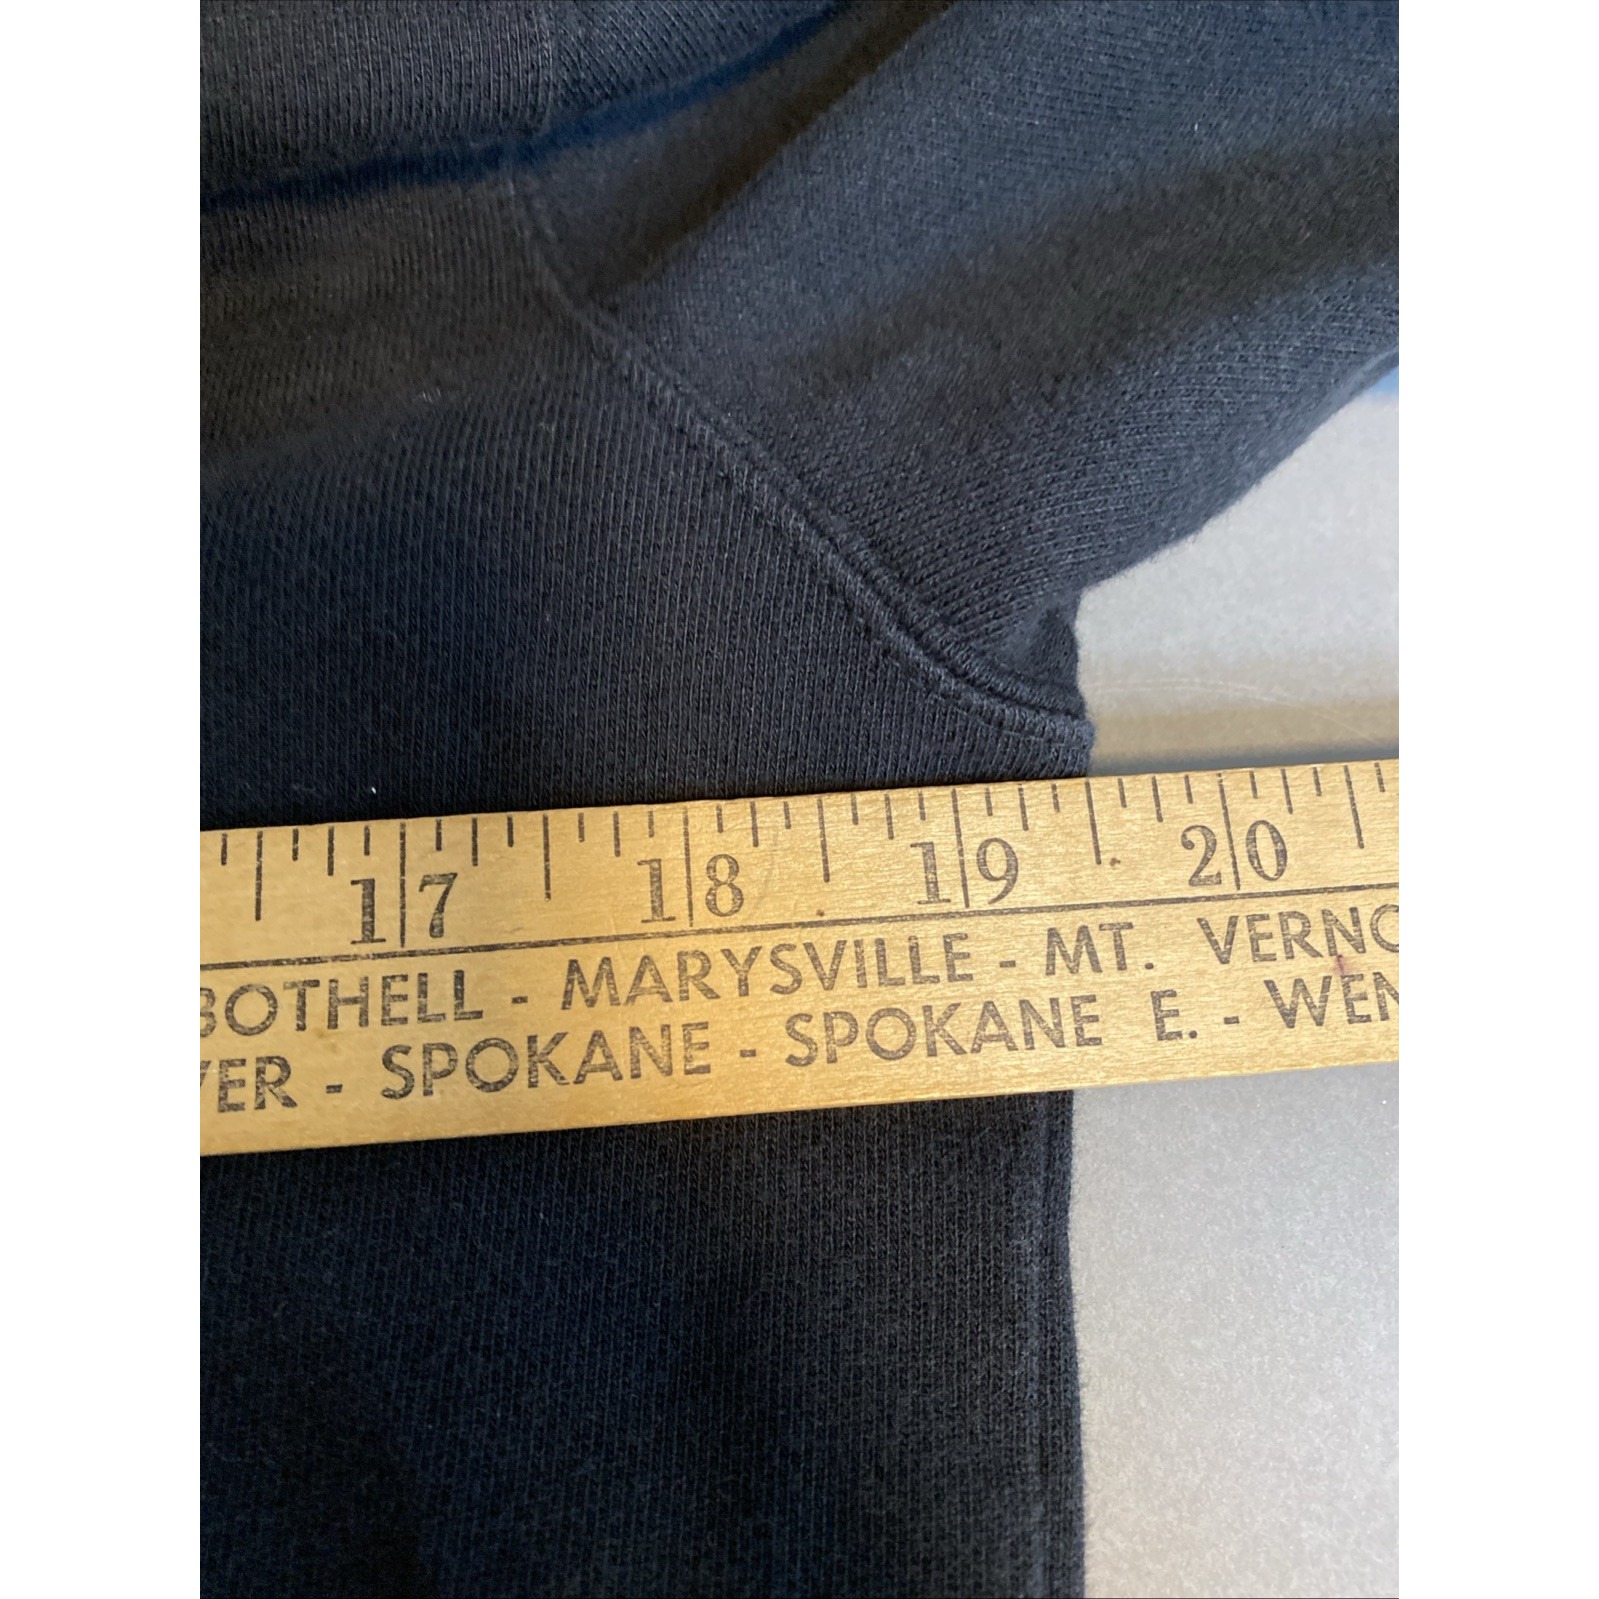 17 18 19 20
BOTHELL - MARYSVILLE - MT. VERNO
VER - SPOKANE - SPOKANE E. - WEN